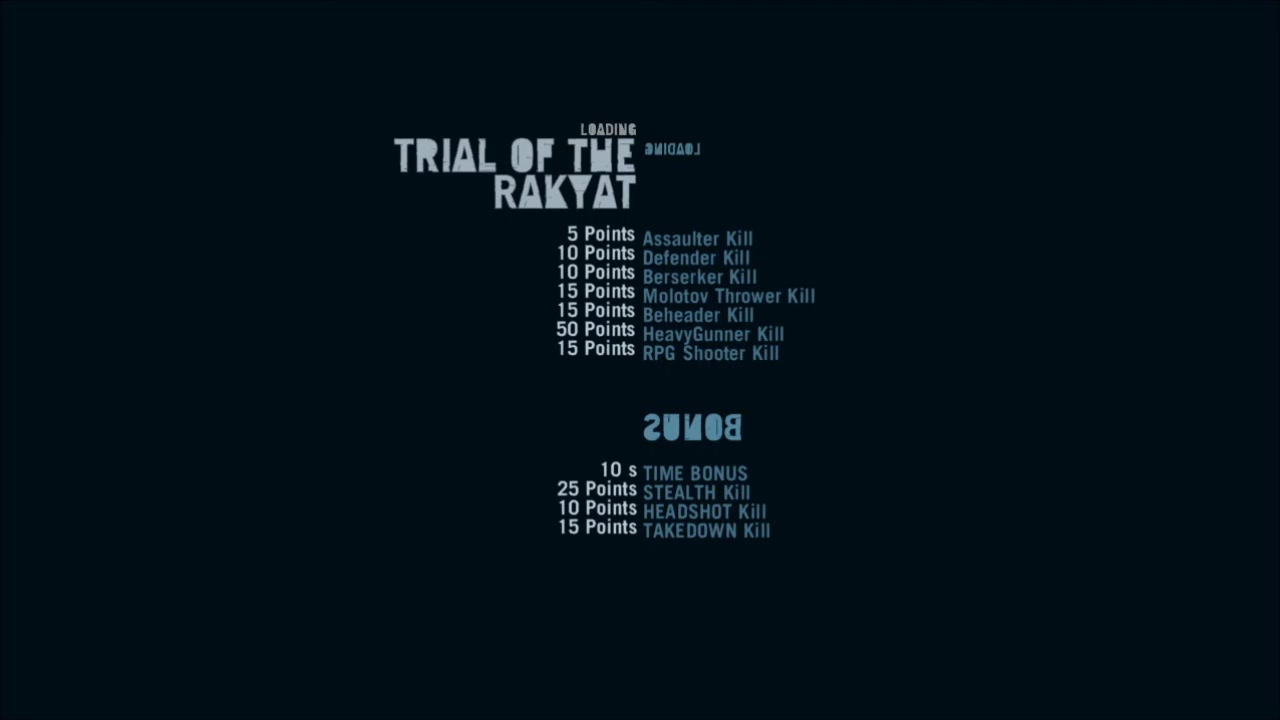 LOADING
TRIAL OF THE
RAKYAT
LOADING
5 Points Assaulter Kill
10 Points Defender Kill
10 Points Berserker Kill
15 Points Molotov Thrower Kill
15 Points Beheader Kill
50 Points HeavyGunner Kill
15 Points RPG Shooter Kill
BONUS
10 s TIME BONUS
25 Points STEALTH Kill
10 Points HEADSHOT Kill
15 Points TAKEDOWN Kill